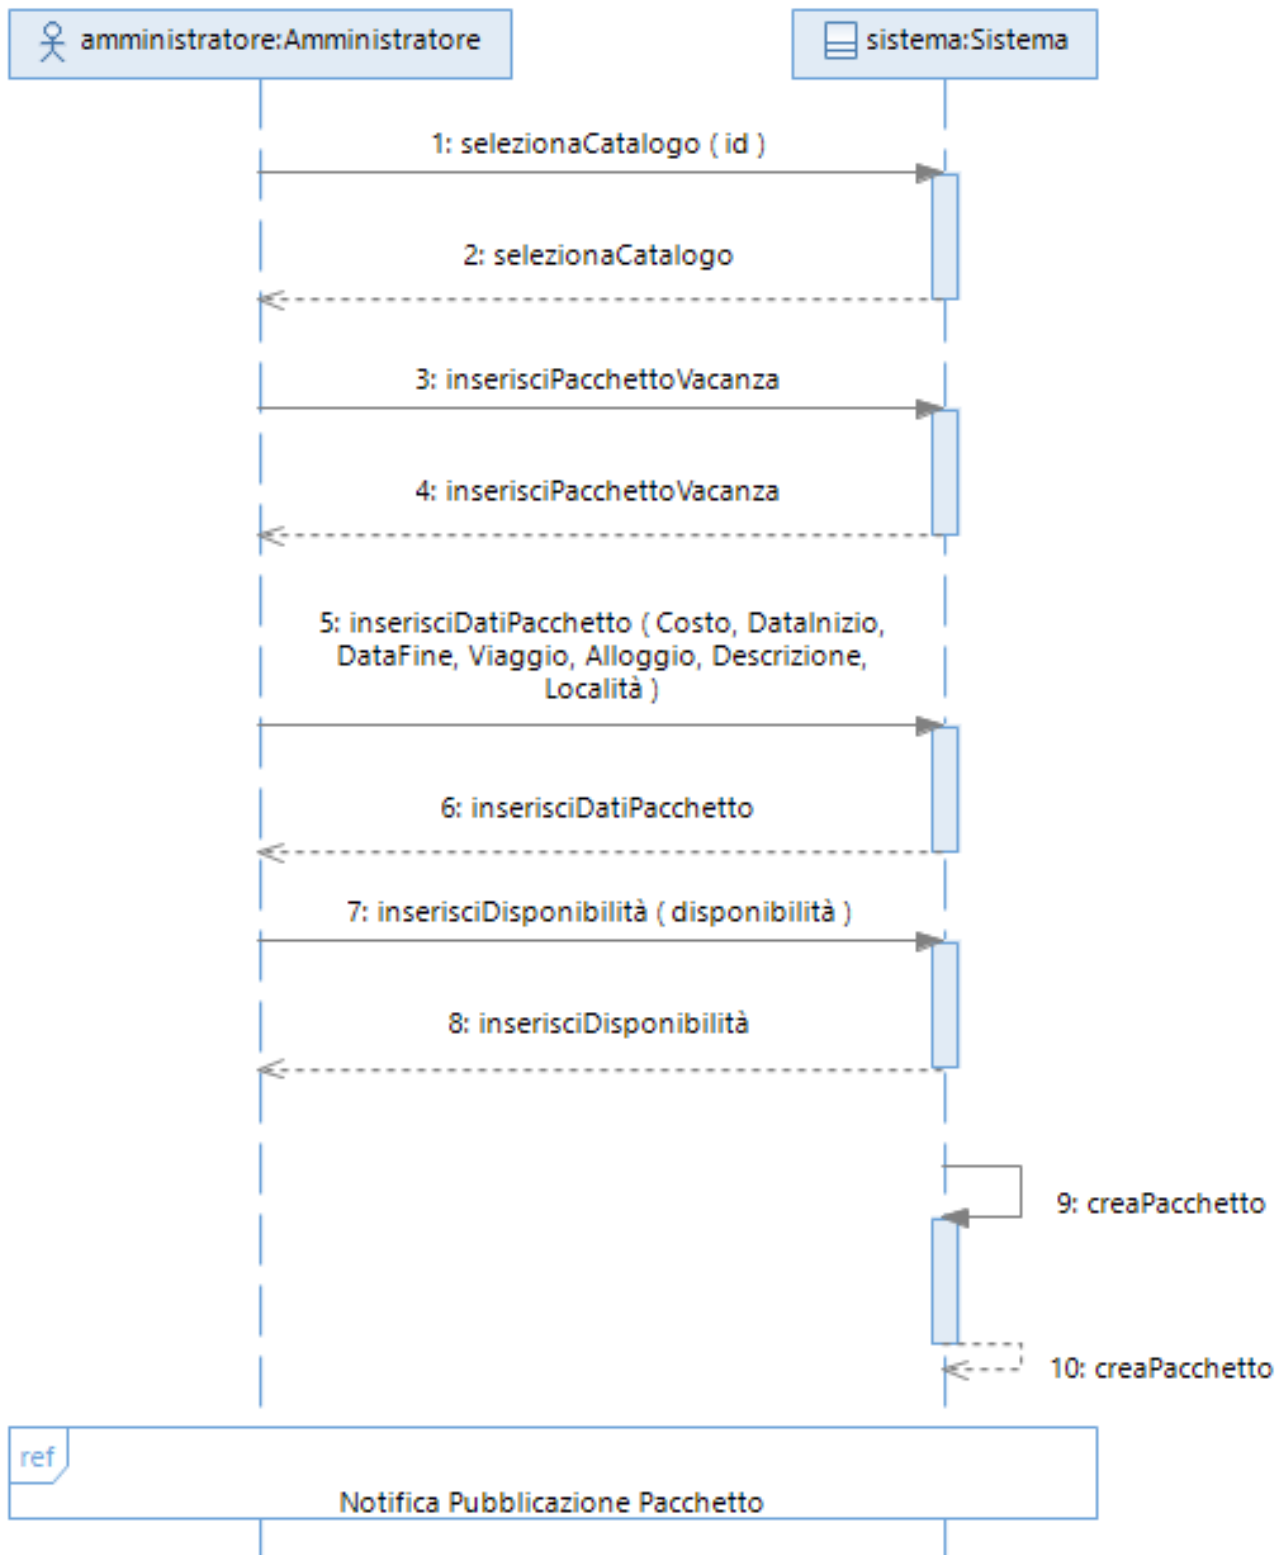 amministratore:Amministratore
sistema:Sistema
1: selezionaCatalogo ( id )
2: selezionaCatalogo
3: inserisciPacchettoVacanza
4: inserisciPacchettoVacanza
5: inserisciDatiPacchetto ( Costo, DataInizio,
DataFine, Viaggio, Alloggio, Descrizione,
Località )
6: inserisciDatiPacchetto
7: inserisciDisponibilità ( disponibilità )
8: inserisciDisponibilità
9: creaPacchetto
10: creaPacchetto
ref
Notifica Pubblicazione Pacchetto